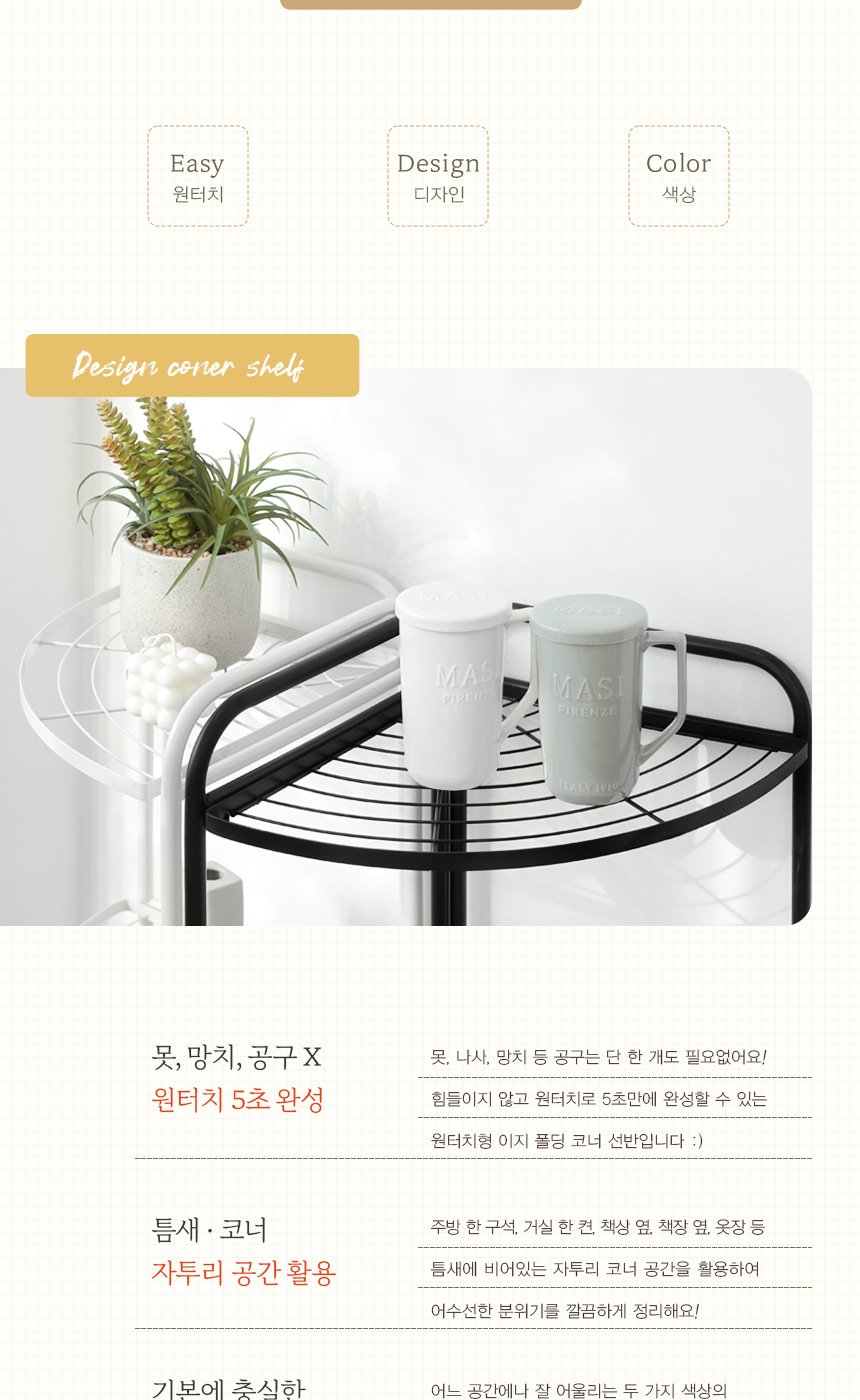 Easy
원터치
Design
디자인
Color
색상
Design coner shelf
MASI
MASI
MASI
FIRENZE
MASI
FIRENZE
ITALY
못, 망치, 공구 X
원터치 5초 완성
못, 나사, 망치 등 공구는 단 한 개도 필요없어요!
힘들이지 않고 원터치로 5초만에 완성할 수 있는
원터치형 이지 폴딩 코너 선반입니다 :)
틈새 · 코너
자투리 공간 활용
주방 한 구석, 거실 한 켠, 책상 옆, 책장 옆, 옷장 등
틈새에 비어있는 자투리 코너 공간을 활용하여
어수선한 분위기를 깔끔하게 정리해요!
기본에 충실한
어느 공간에나 잘 어울리는 두 가지 색상의